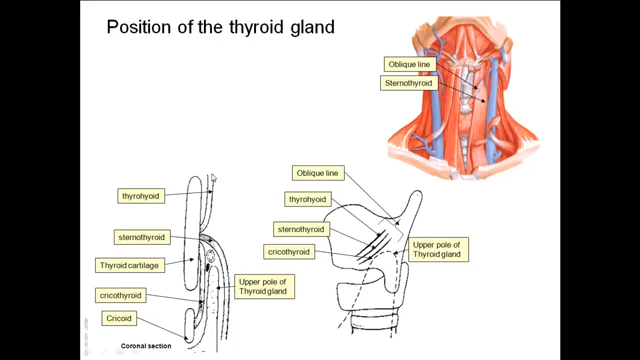 Position of the thyroid gland
Oblique line
Sternothyroid
Oblique line
thyrohyoid
thyrohyoid
sternothyroid
sternothyroid
cricothyroid
Upper pole of
Thyroid gland
Thyroid cartilage
Upper pole of
Thyroid gland
cricothyroid
Cricoid
Coronal section